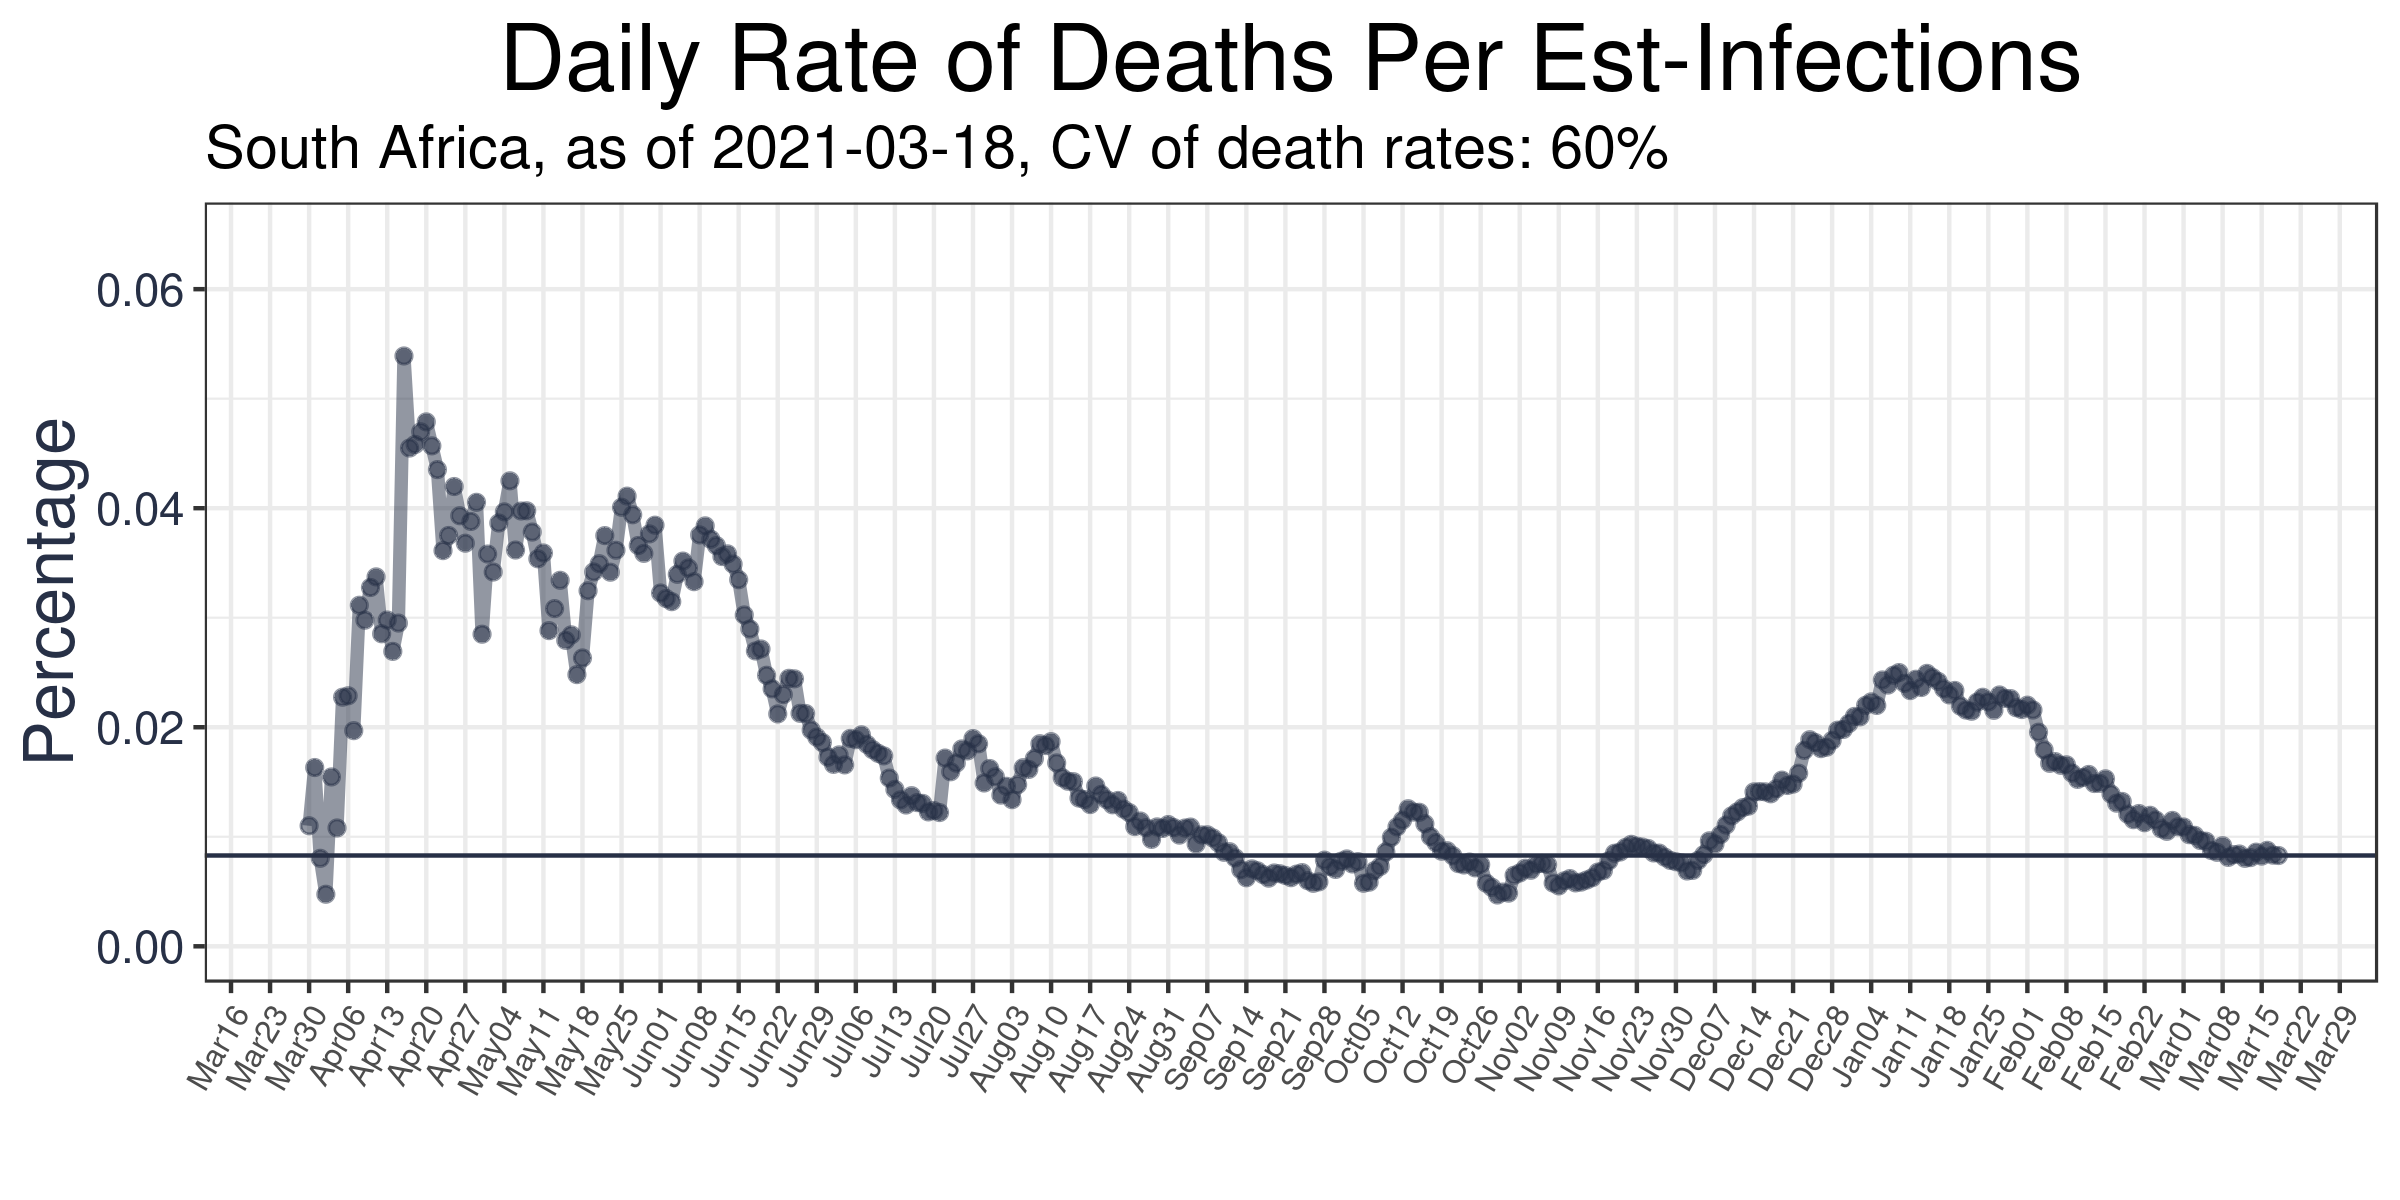 Daily Rate of Deaths Per Est-Infections
South Africa, as of 2021-03-18, CV of death rates: 60%
Percentage
0.06
0.04
0.02
0.00
Mar16
Mar23
Mar30
Apr06
Apr13
Apr20
Apr27
May04
May11
May18
May25
Jun01
Jun08
Jun15
Jun22
Jun29
Jul06
Jul13
Jul20
Jul27
Aug03
Aug10
Aug17
Aug24
Aug31
Sep07
Sep14
Sep21
Sep28
Oct05
Oct12
Oct19
Oct26
Nov02
Nov09
Nov16
Nov23
Nov30
Dec07
Dec14
Dec21
Dec28
Jan04
Jan11
Jan18
Jan25
Feb01
Feb08
Feb15
Feb22
Mar01
Mar08
Mar15
Mar22
Mar29